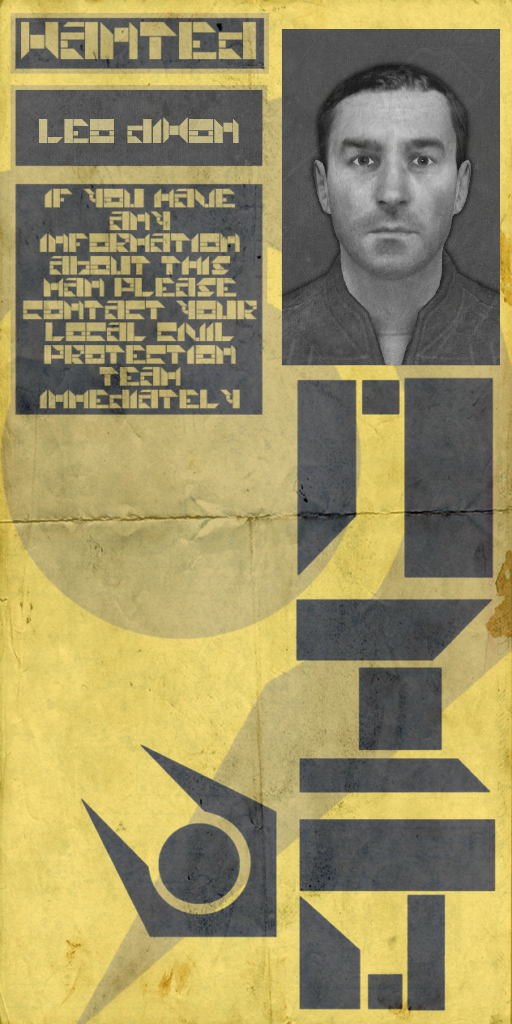 WANTED
LEO DIXON
IF YOU HAVE
ANY
INFORMATION
ABOUT THIS
MAN PLEASE
CONTACT YOUR
LOCAL CIVIL
PROTECTION
TEAM
IMMEDIATELY